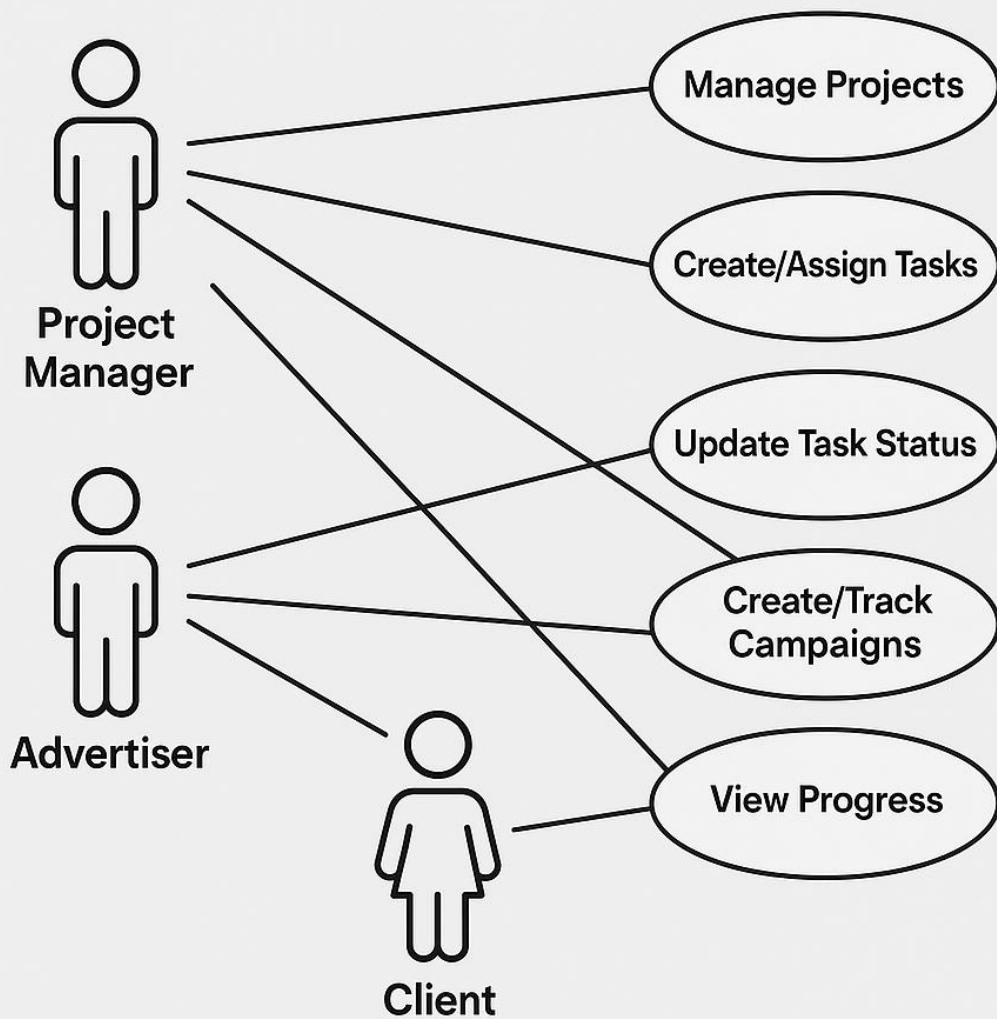 Manage Projects
Create/Assign Tasks
Project
Manager
Update Task Status
Create/Track
Campaigns
Advertiser
View Progress
Client